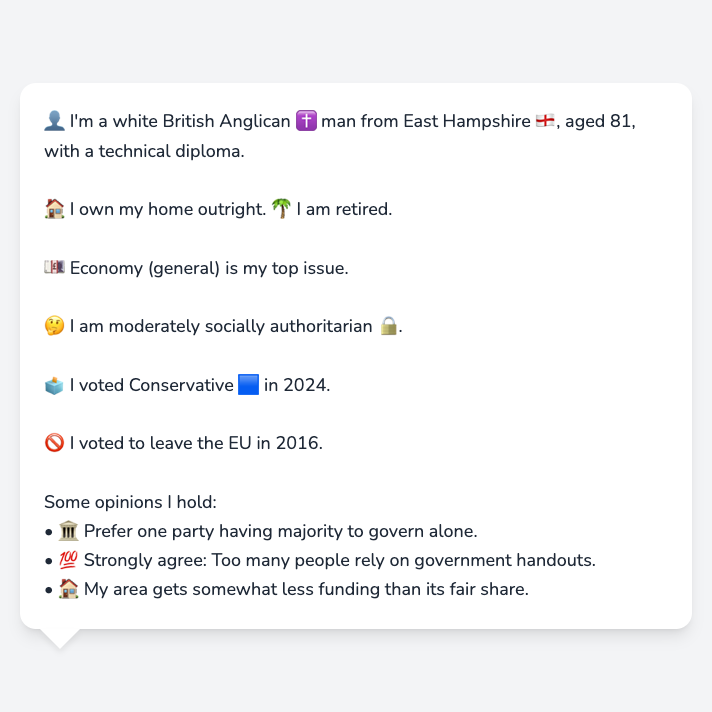 👤 I'm a white British Anglican ✝️ man from East Hampshire 🏴󠁧󠁢󠁥󠁮󠁧󠁿, aged 81,
with a technical diploma.
🏠 I own my home outright. 🌴 I am retired.
💷 Economy (general) is my top issue.
🤔 I am moderately socially authoritarian 🔒.
🗳️ I voted Conservative 🟦 in 2024.
🚫 I voted to leave the EU in 2016.
Some opinions I hold:
• 🏛️ Prefer one party having majority to govern alone.
• 💯 Strongly agree: Too many people rely on government handouts.
• 🏠 My area gets somewhat less funding than its fair share.